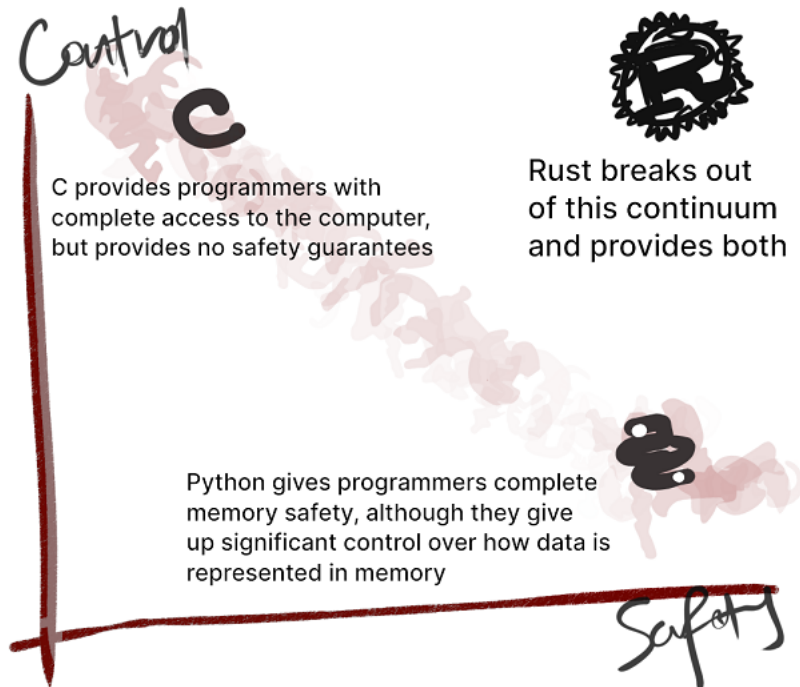 Control
C
R
C provides programmers with
complete access to the computer,
but provides no safety guarantees
Rust breaks out
of this continuum
and provides both
Python gives programmers complete
memory safety, although they give
up significant control over how data is
represented in memory
Safety